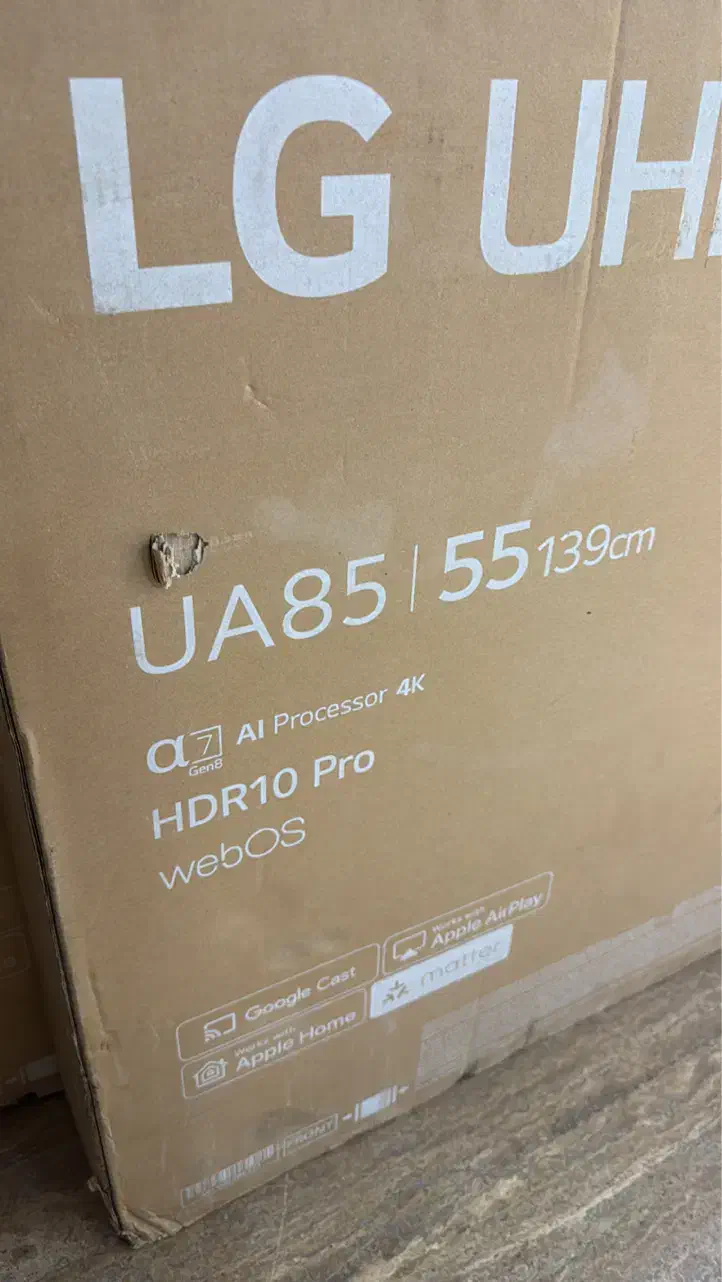 LG UH
UA85 | 55 139cm
α7 AI Processor 4K
Gen8
HDR10 Pro
webOS
Google Cast
Works with
Apple AirPlay
Works with
Apple Home
matter
FRONT